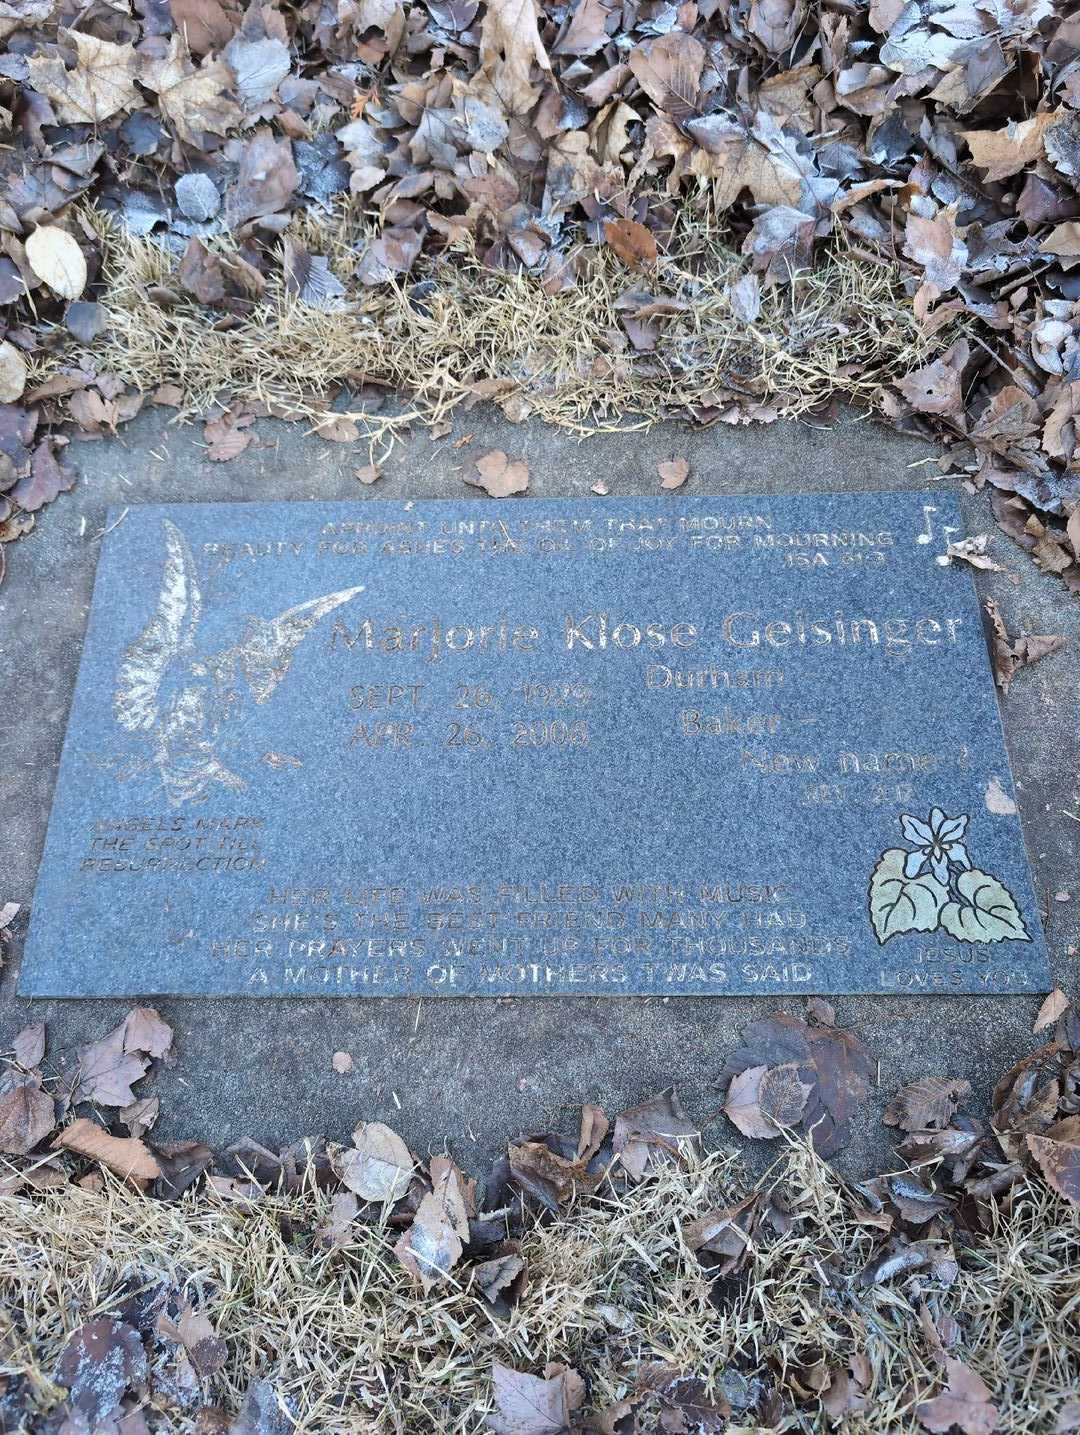 APPOINT UNTO THEM THAT MOURN
BEAUTY FOR ASHES THE OIL OF JOY FOR MOURNING
ISA 61:3
Marjorie Klose Geisinger
Durham –
SEPT. 26, 1929
APR. 26, 2008
Baker –
New name !
REV. 2:17
ANGELS MARK
THE SPOT TILL
RESURRECTION
HER LIFE WAS FILLED WITH MUSIC
SHE'S THE BEST FRIEND MANY HAD
HER PRAYERS WENT UP FOR THOUSANDS
A MOTHER OF MOTHERS TWAS SAID
JESUS
LOVES YOU